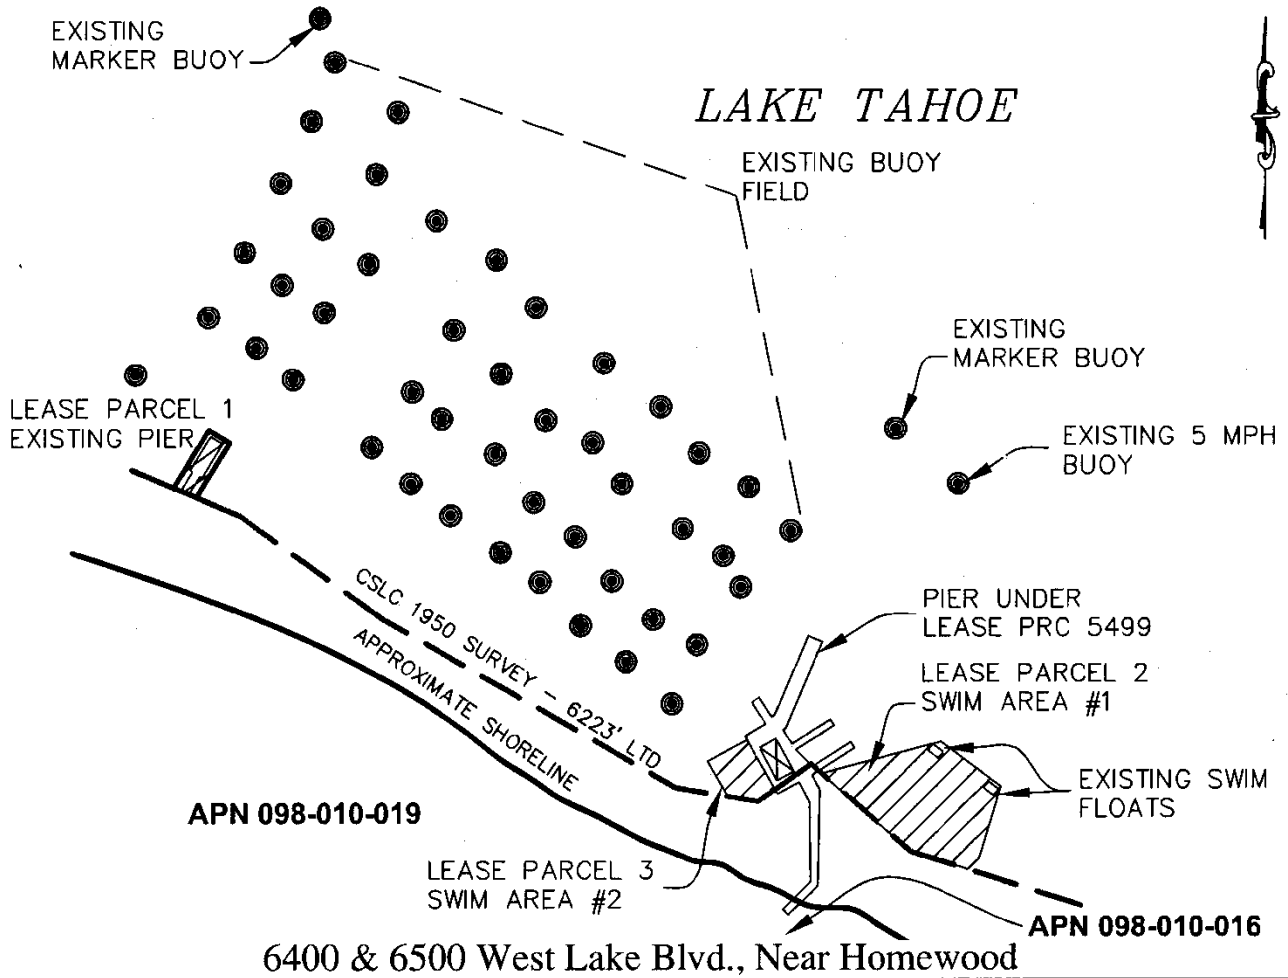 EXISTING
MARKER BUOY
LAKE TAHOE
EXISTING BUOY
FIELD
EXISTING
MARKER BUOY
LEASE PARCEL 1
EXISTING PIER
EXISTING 5 MPH
BUOY
CSLC 1950 SURVEY - 6223' LTD
APPROXIMATE SHORELINE
PIER UNDER
LEASE PRC 5499
LEASE PARCEL 2
SWIM AREA #1
EXISTING SWIM
FLOATS
APN 098-010-019
LEASE PARCEL 3
SWIM AREA #2
APN 098-010-016
6400 & 6500 West Lake Blvd., Near Homewood